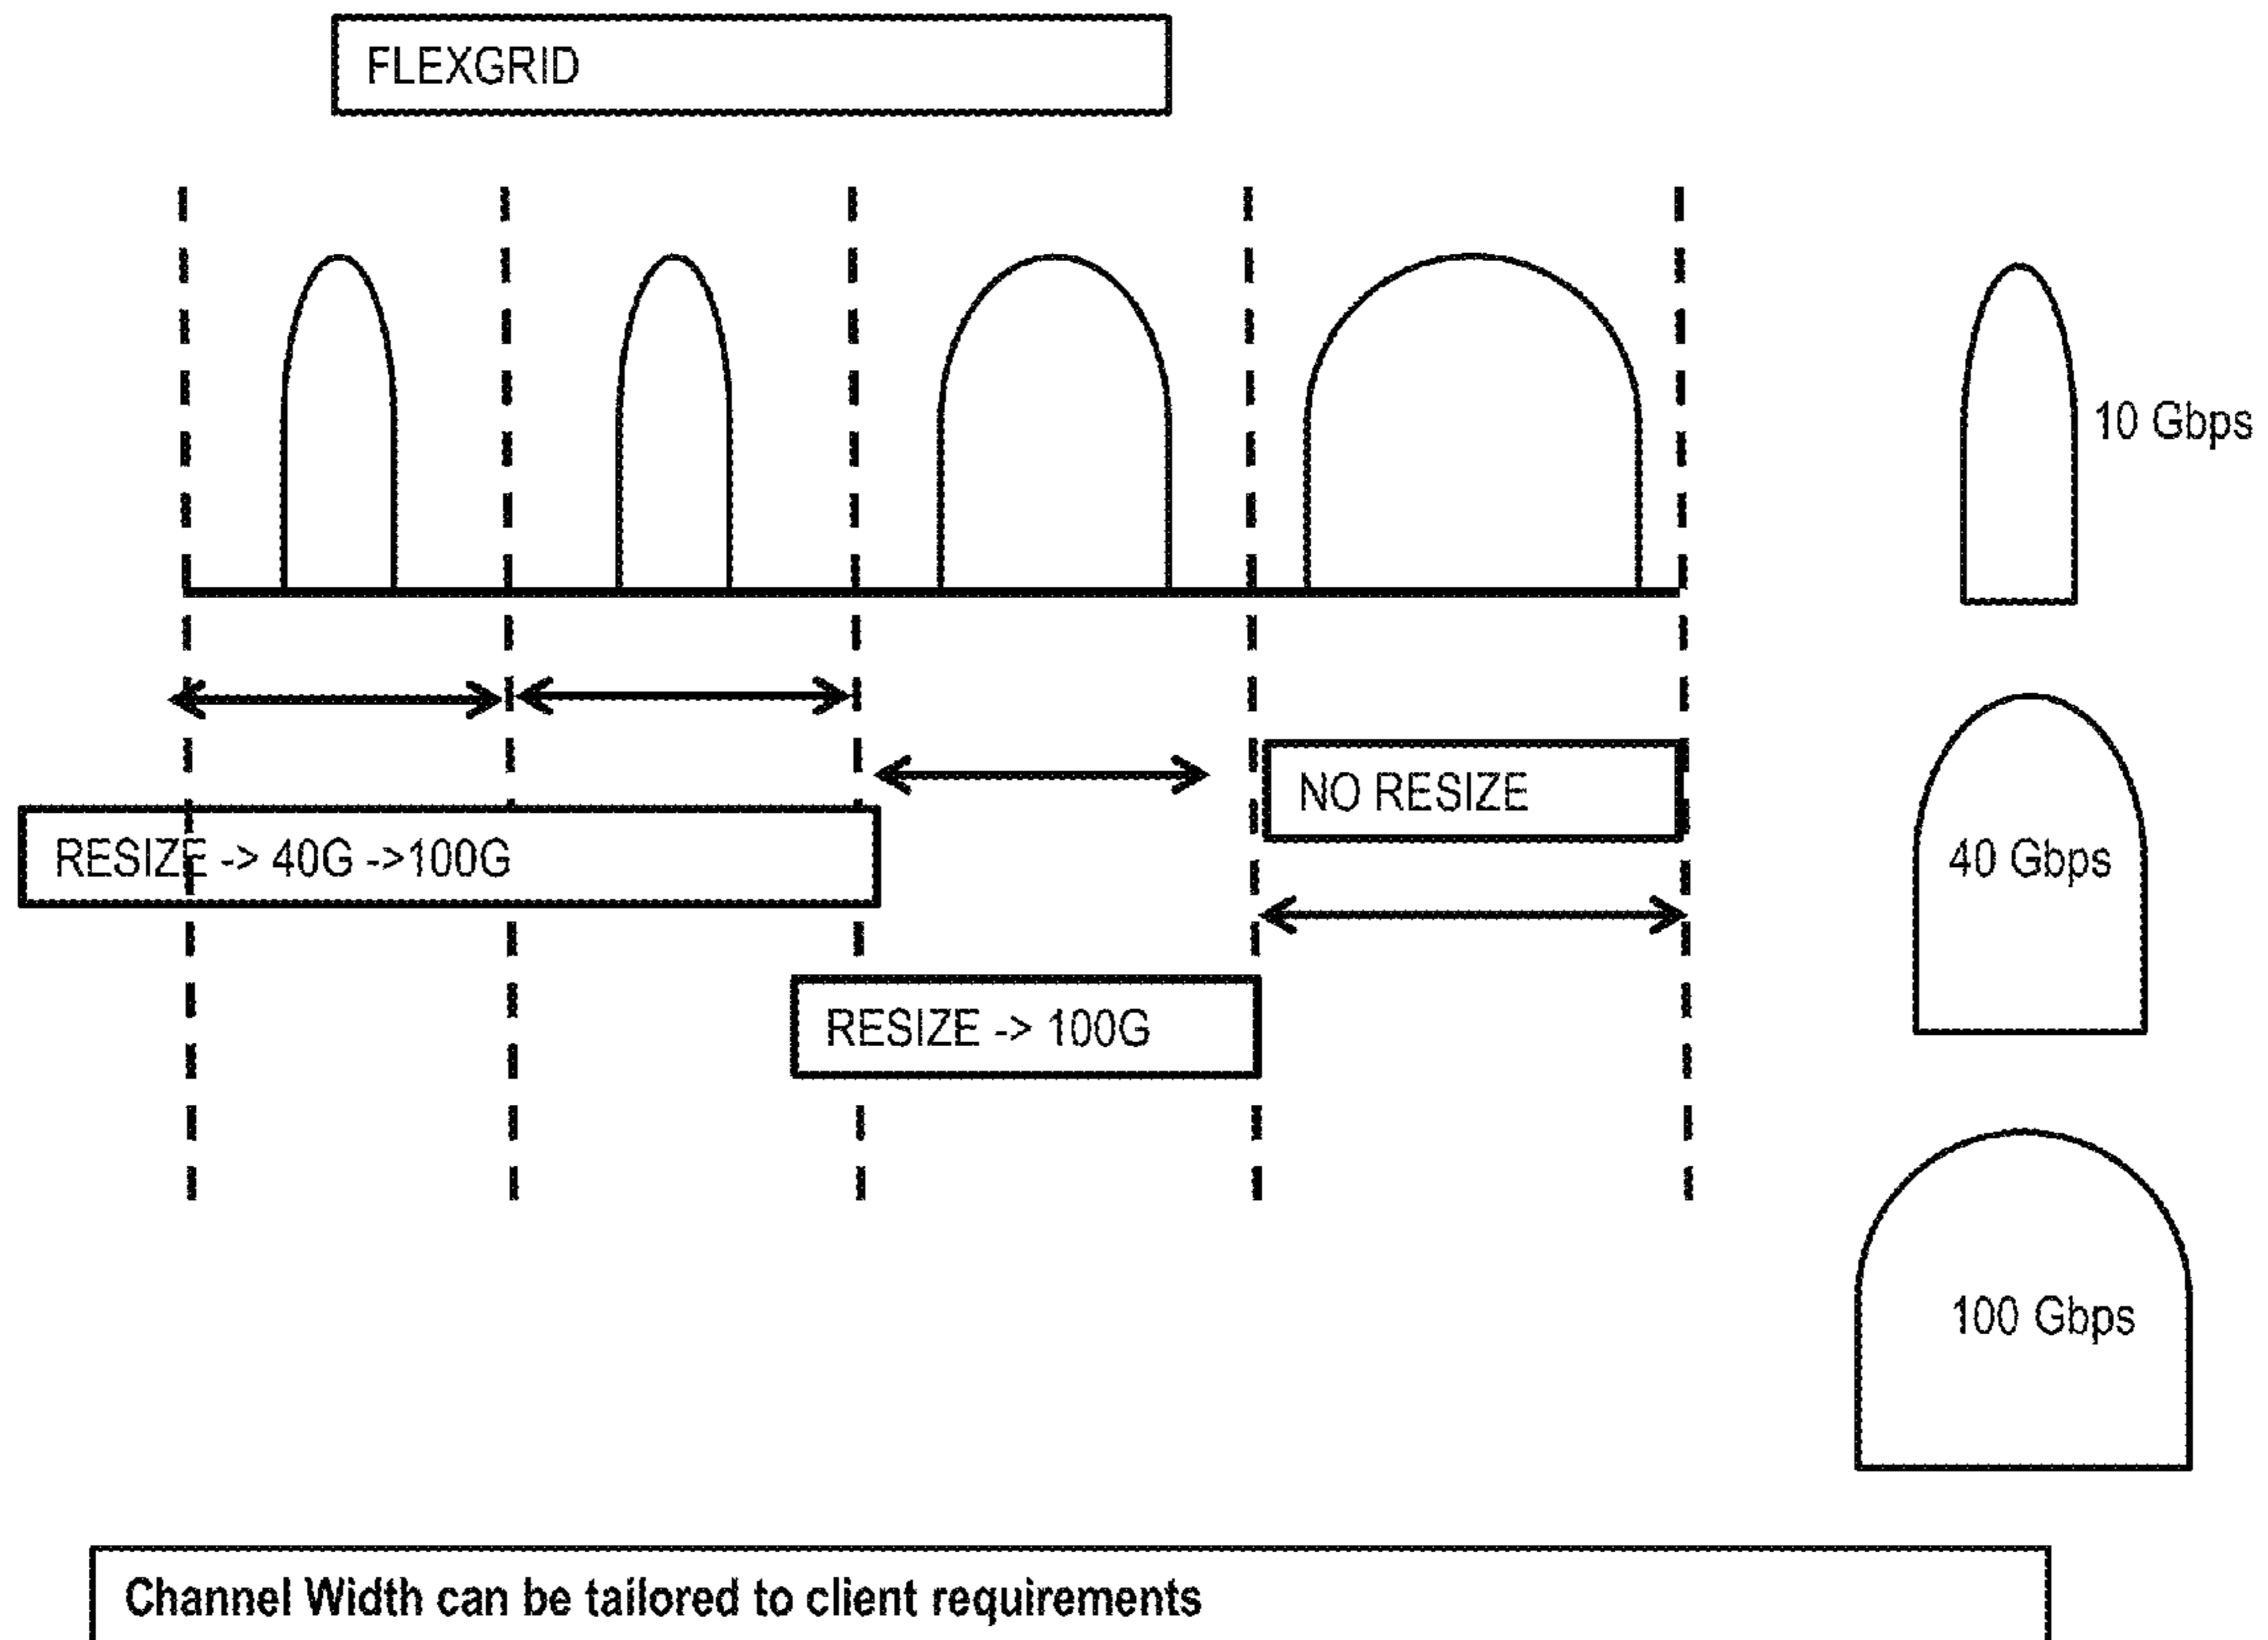 FLEXGRID
10 Gbps
NO RESIZE
RESIZE -> 40G ->100G
40 Gbps
RESIZE -> 100G
100 Gbps
Channel Width can be tailored to client requirements